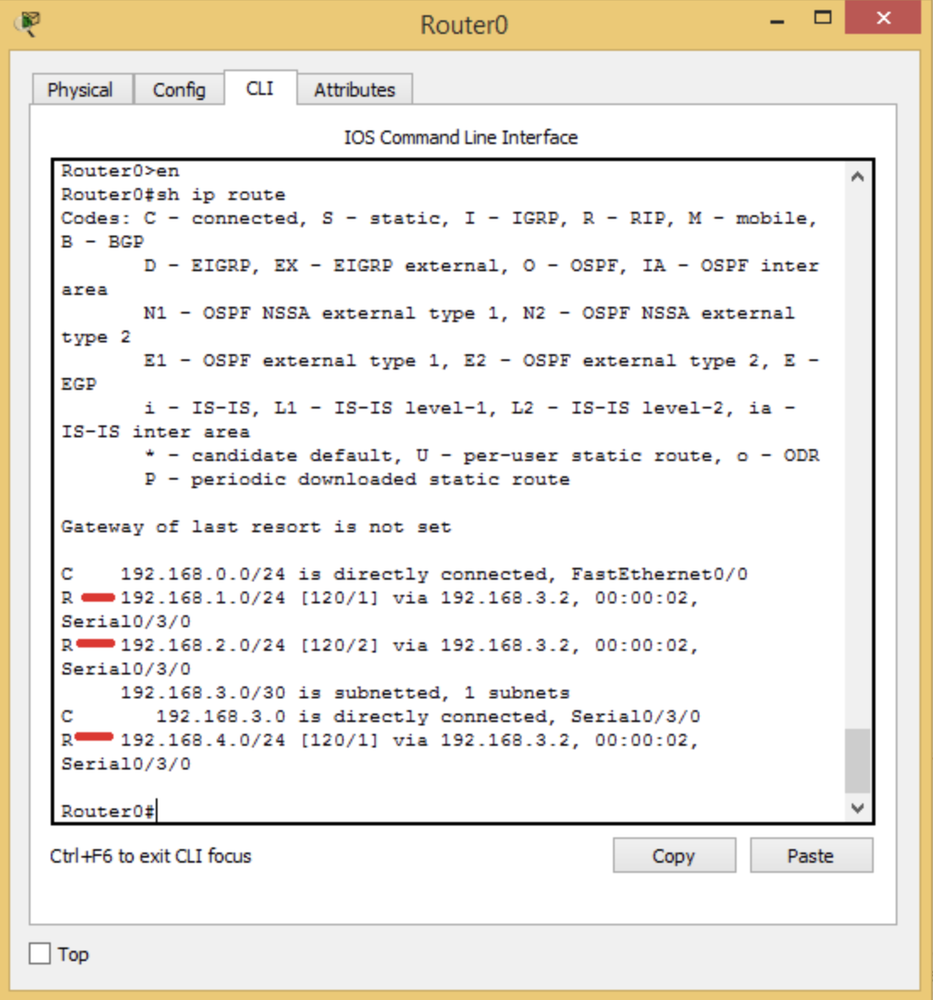 Router0
Physical Config CLI Attributes
IOS Command Line Interface
Router0>en
Router0#sh ip route
Codes: C - connected, S - static, I - IGRP, R - RIP, M - mobile,
B - BGP
D - EIGRP, EX - EIGRP external, O - OSPF, IA - OSPF inter
area
N1 - OSPF NSSA external type 1, N2 - OSPF NSSA external
type 2
E1 - OSPF external type 1, E2 - OSPF external type 2, E -
EGP
i - IS-IS, L1 - IS-IS level-1, L2 - IS-IS level-2, ia -
IS-IS inter area
* - candidate default, U - per-user static route, o - ODR
P - periodic downloaded static route
Gateway of last resort is not set
C 192.168.0.0/24 is directly connected, FastEthernet0/0
R 192.168.1.0/24 [120/1] via 192.168.3.2, 00:00:02,
Serial0/3/0
R 192.168.2.0/24 [120/2] via 192.168.3.2, 00:00:02,
Serial0/3/0
192.168.3.0/30 is subnetted, 1 subnets
C 192.168.3.0 is directly connected, Serial0/3/0
R 192.168.4.0/24 [120/1] via 192.168.3.2, 00:00:02,
Serial0/3/0
Router0#
Ctrl+F6 to exit CLI focus Copy Paste
Top